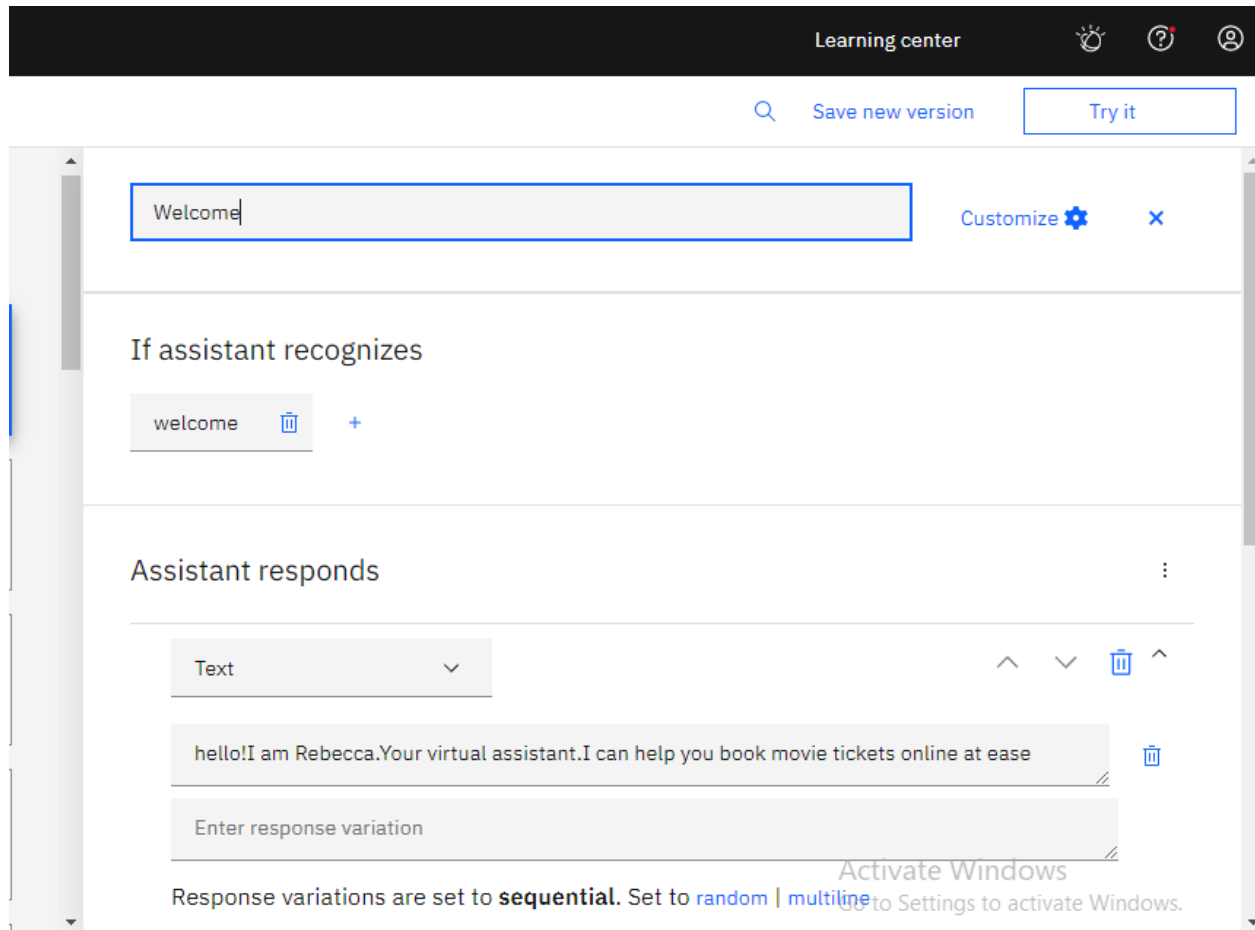 Learning center
Save new version
Try it
Welcome
Customize
If assistant recognizes
welcome
Assistant responds
Text
hello!I am Rebecca.Your virtual assistant.I can help you book movie tickets online at ease
Enter response variation
Activate Windows
Response variations are set to sequential. Set to random | multiline
Go to Settings to activate Windows.